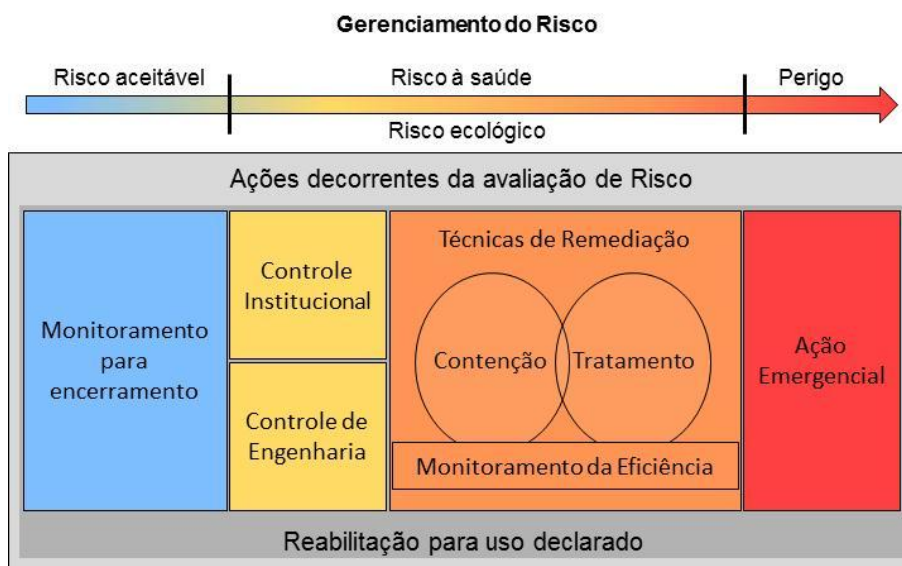 Gerenciamento do Risco
Risco aceitável
Risco à saúde
Perigo
Risco ecológico
Ações decorrentes da avaliação de Risco
Monitoramento
para
encerramento
Controle
Institucional
Controle de
Engenharia
Técnicas de Remediação
Contenção
Tratamento
Monitoramento da Eficiência
Ação
Emergencial
Reabilitação para uso declarado